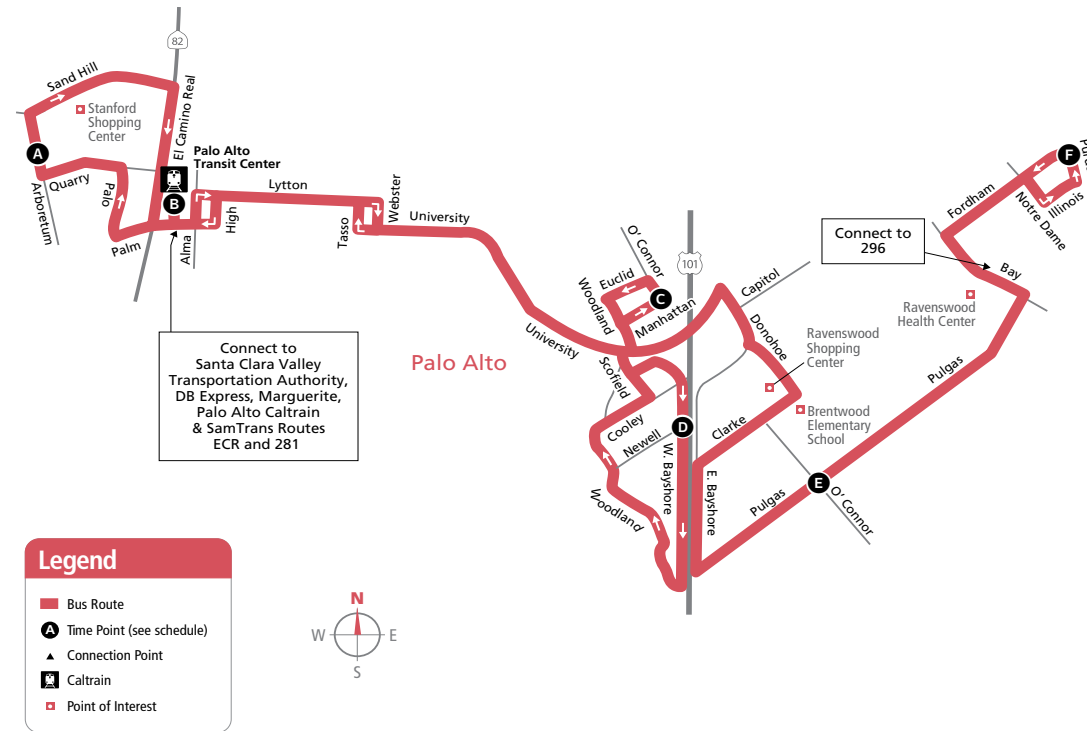 82
Sand Hill
Stanford
Shopping
Center
El Camino Real
A
Palo Alto
Transit Center
Quarry
Arboretum
Palo
Palm
B
Alma
High
Lytton
Tasso
Webster
University
University
O’ Connor
Euclid
Woodland
C
Manhattan
101
Capitol
Donohoe
Scofield
Cooley
Newell
D
W. Bayshore
E. Bayshore
Woodland
Clarke
Ravenswood
Shopping
Center
Brentwood
Elementary
School
Pulgas
E
O’ Connor
Pulgas
Ravenswood
Health Center
Bay
Connect to
296
Fordham
Notre Dame
Illinois
F
Connect to
Santa Clara Valley
Transportation Authority,
DB Express, Marguerite,
Palo Alto Caltrain
& SamTrans Routes
ECR and 281
Palo Alto
Legend
Bus Route
A Time Point (see schedule)
Connection Point
Caltrain
Point of Interest
N
W E
S